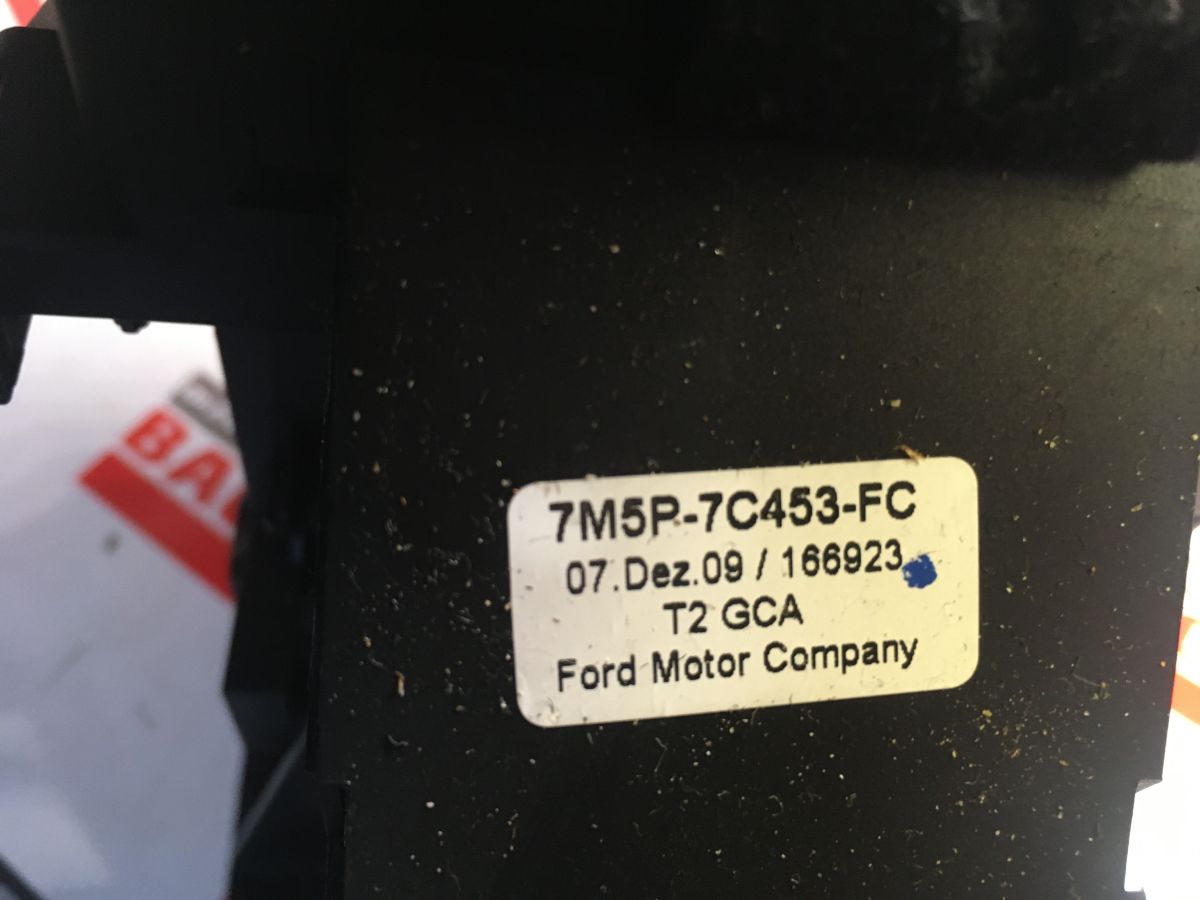 7M5P-7C453-FC
07.Dez.09 / 166923
T2 GCA
Ford Motor Company